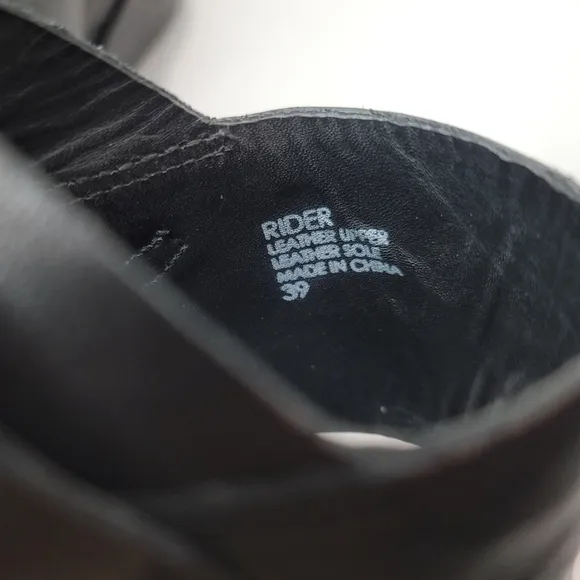 RIDER
LEATHER UPPER
LEATHER SOLE
MADE IN CHINA
39